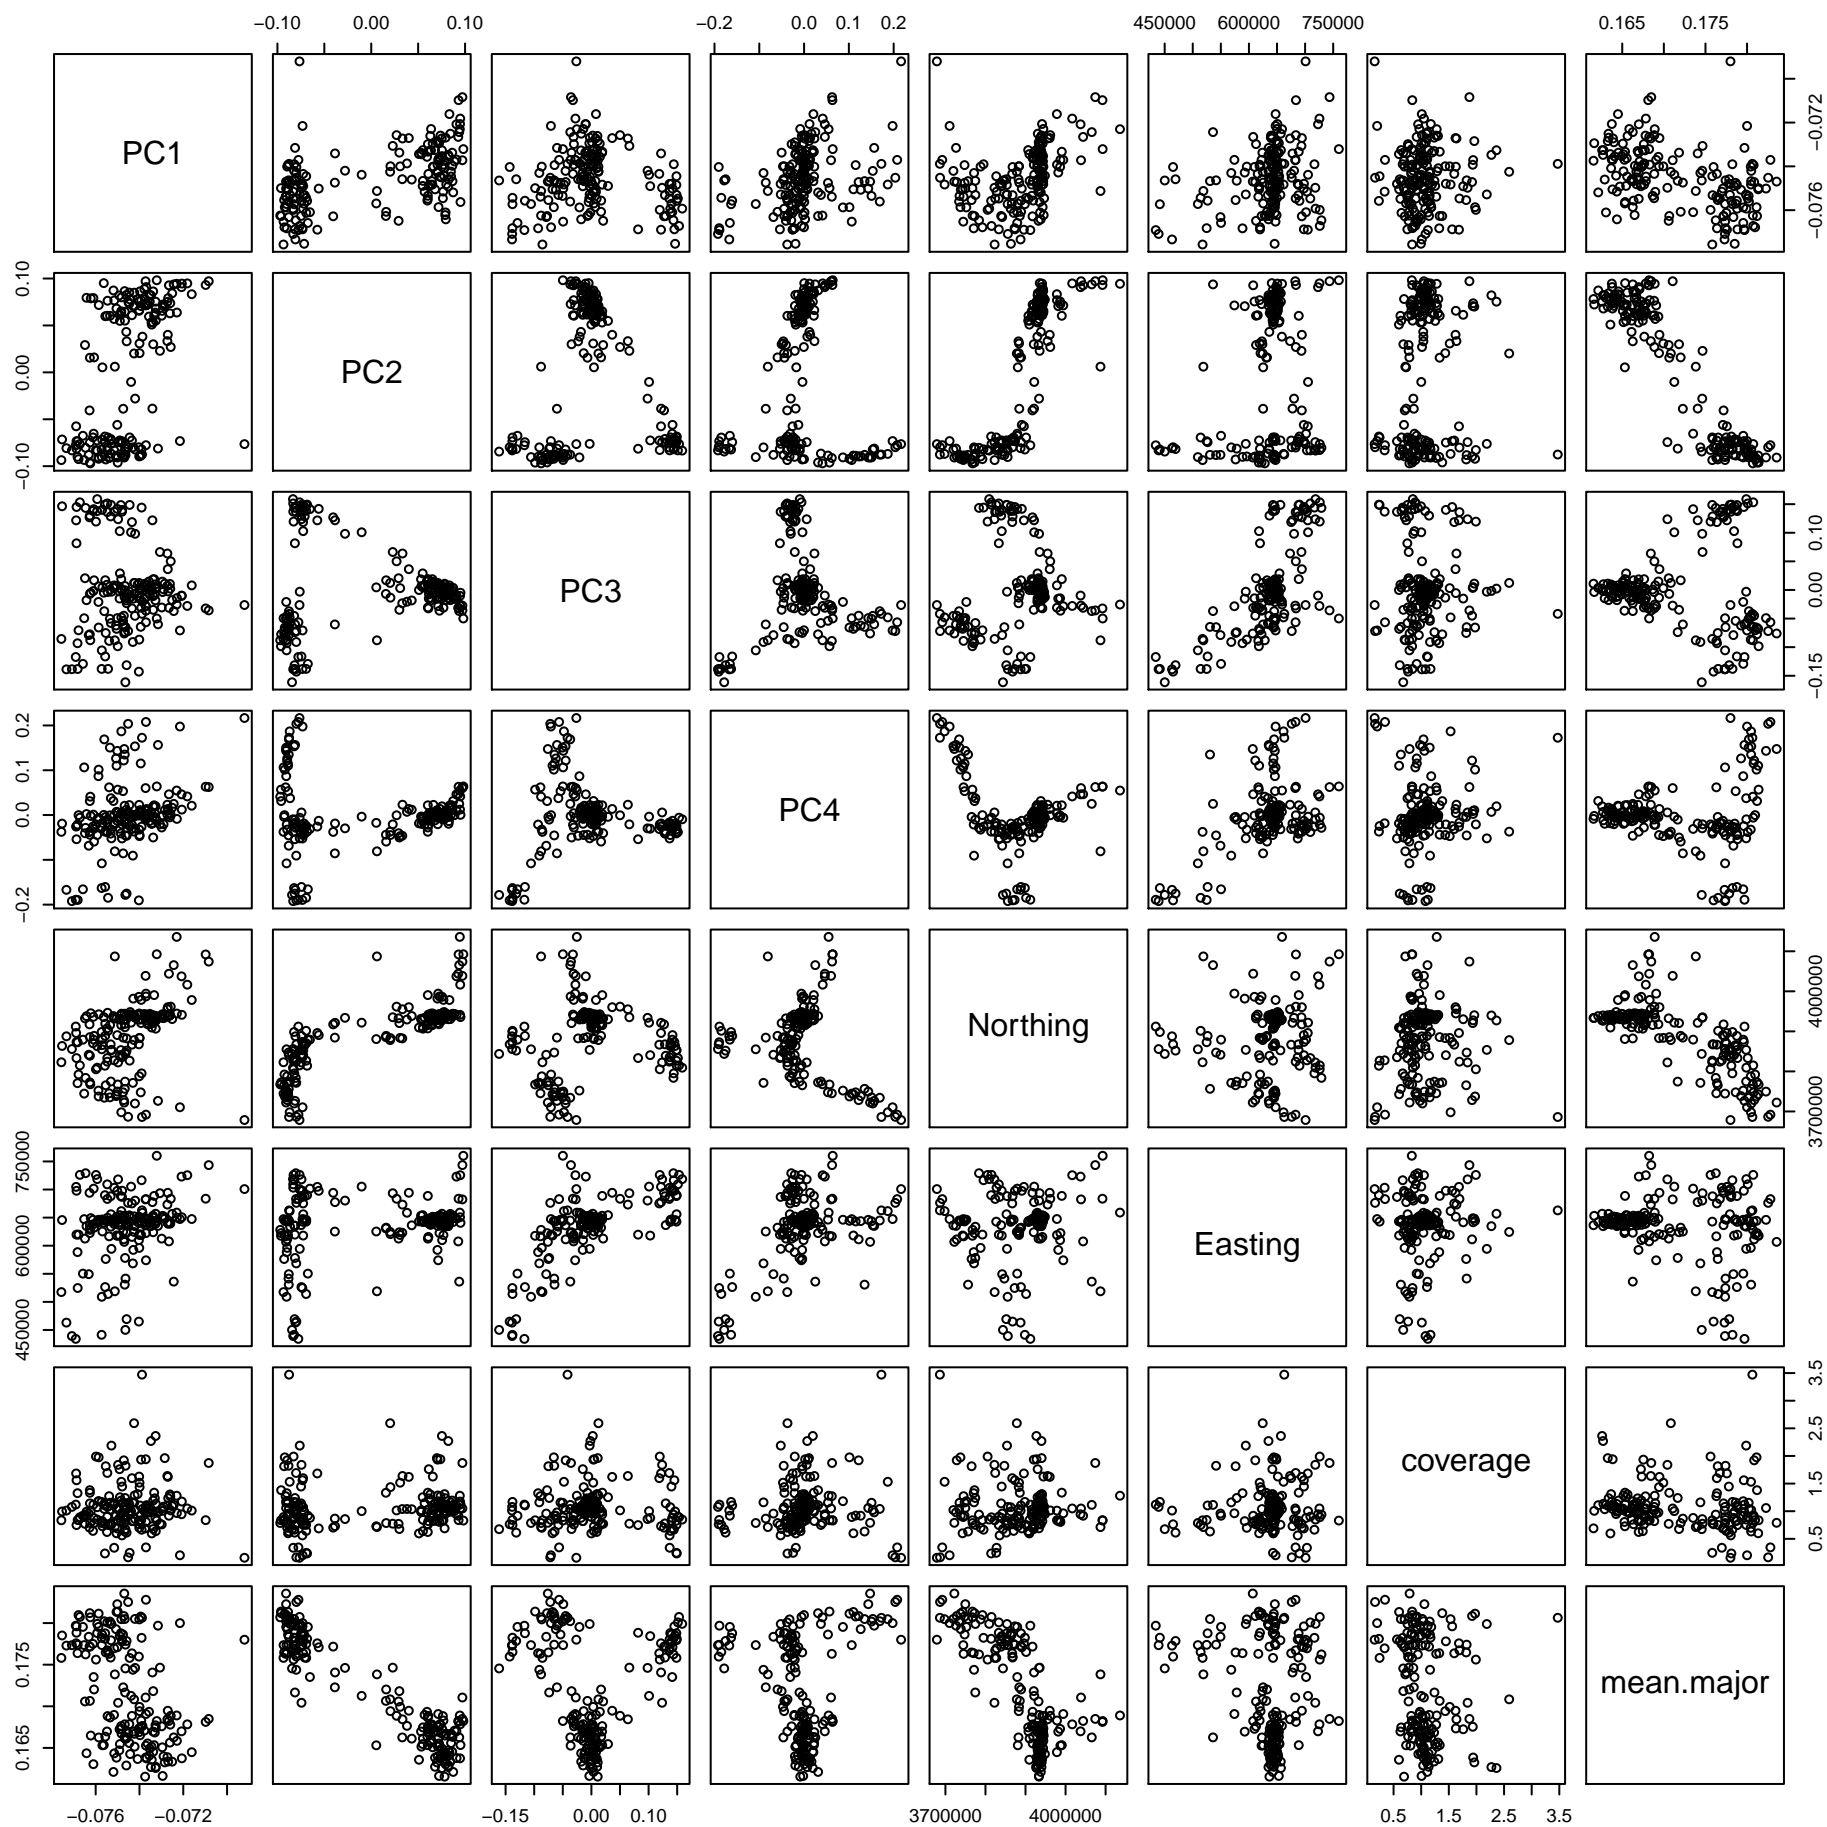 −0.10 0.00 0.10 −0.2 0.0 0.1 0.2 450000 600000 750000 0.165 0.175
PC1
−0.076 −0.072
−0.10 0.00 0.10
PC2
PC3
−0.15 0.00 0.10
−0.2 0.0 0.1 0.2
PC4
Northing
3700000 4000000
450000 600000 750000
Easting
coverage
0.5 1.5 2.5 3.5
0.165 0.175
mean.major
−0.076 −0.072 −0.15 0.00 0.10 3700000 4000000 0.5 1.5 2.5 3.5